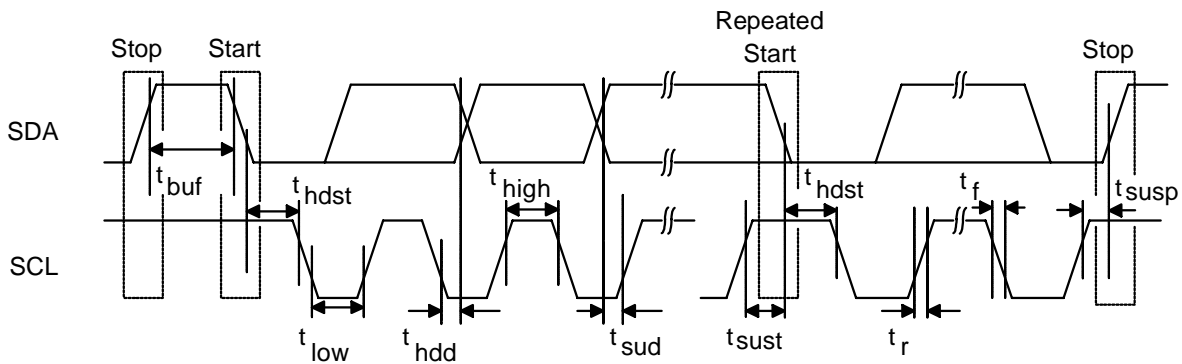 Repeated
Stop Start Start Stop
SDA
t buf t hdst t high t hdst t f t susp
SCL
t low t hdd t sud t sust t r